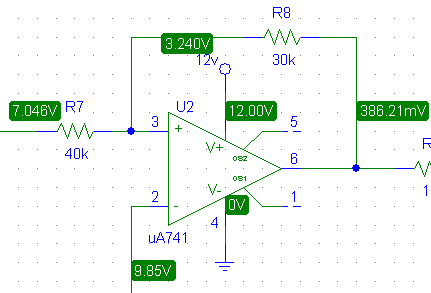 R8
3.240V
12v
30k
7.046V
R7
U2
12.00V
5
386.21mV
3
+
V+
OS2
40k
6
OS1
2
-
V-
1
R
0V
1
4
uA741
9.85V